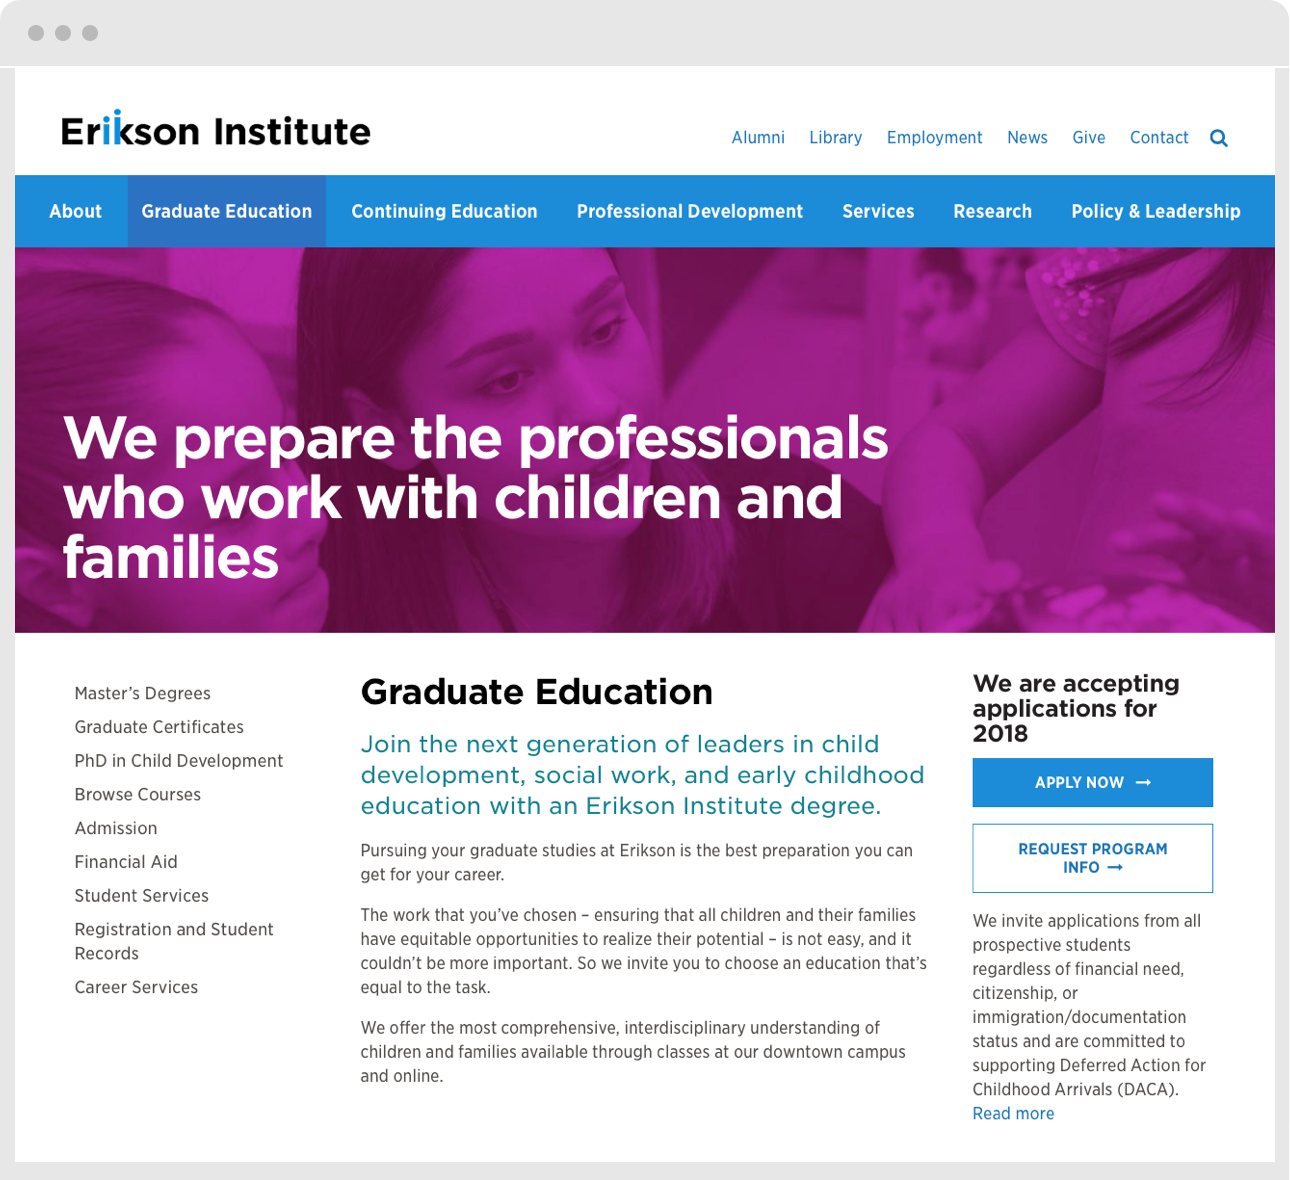 Erikson Institute
Alumni Library Employment News Give Contact
About Graduate Education Continuing Education Professional Development Services Research Policy & Leadership
We prepare the professionals
who work with children and
families
Master’s Degrees
Graduate Certificates
PhD in Child Development
Browse Courses
Admission
Financial Aid
Student Services
Registration and Student
Records
Career Services
Graduate Education
Join the next generation of leaders in child
development, social work, and early childhood
education with an Erikson Institute degree.
Pursuing your graduate studies at Erikson is the best preparation you can
get for your career.
The work that you’ve chosen – ensuring that all children and their families
have equitable opportunities to realize their potential – is not easy, and it
couldn’t be more important. So we invite you to choose an education that’s
equal to the task.
We offer the most comprehensive, interdisciplinary understanding of
children and families available through classes at our downtown campus
and online.
We are accepting
applications for
2018
APPLY NOW →
REQUEST PROGRAM
INFO →
We invite applications from all
prospective students
regardless of financial need,
citizenship, or
immigration/documentation
status and are committed to
supporting Deferred Action for
Childhood Arrivals (DACA).
Read more